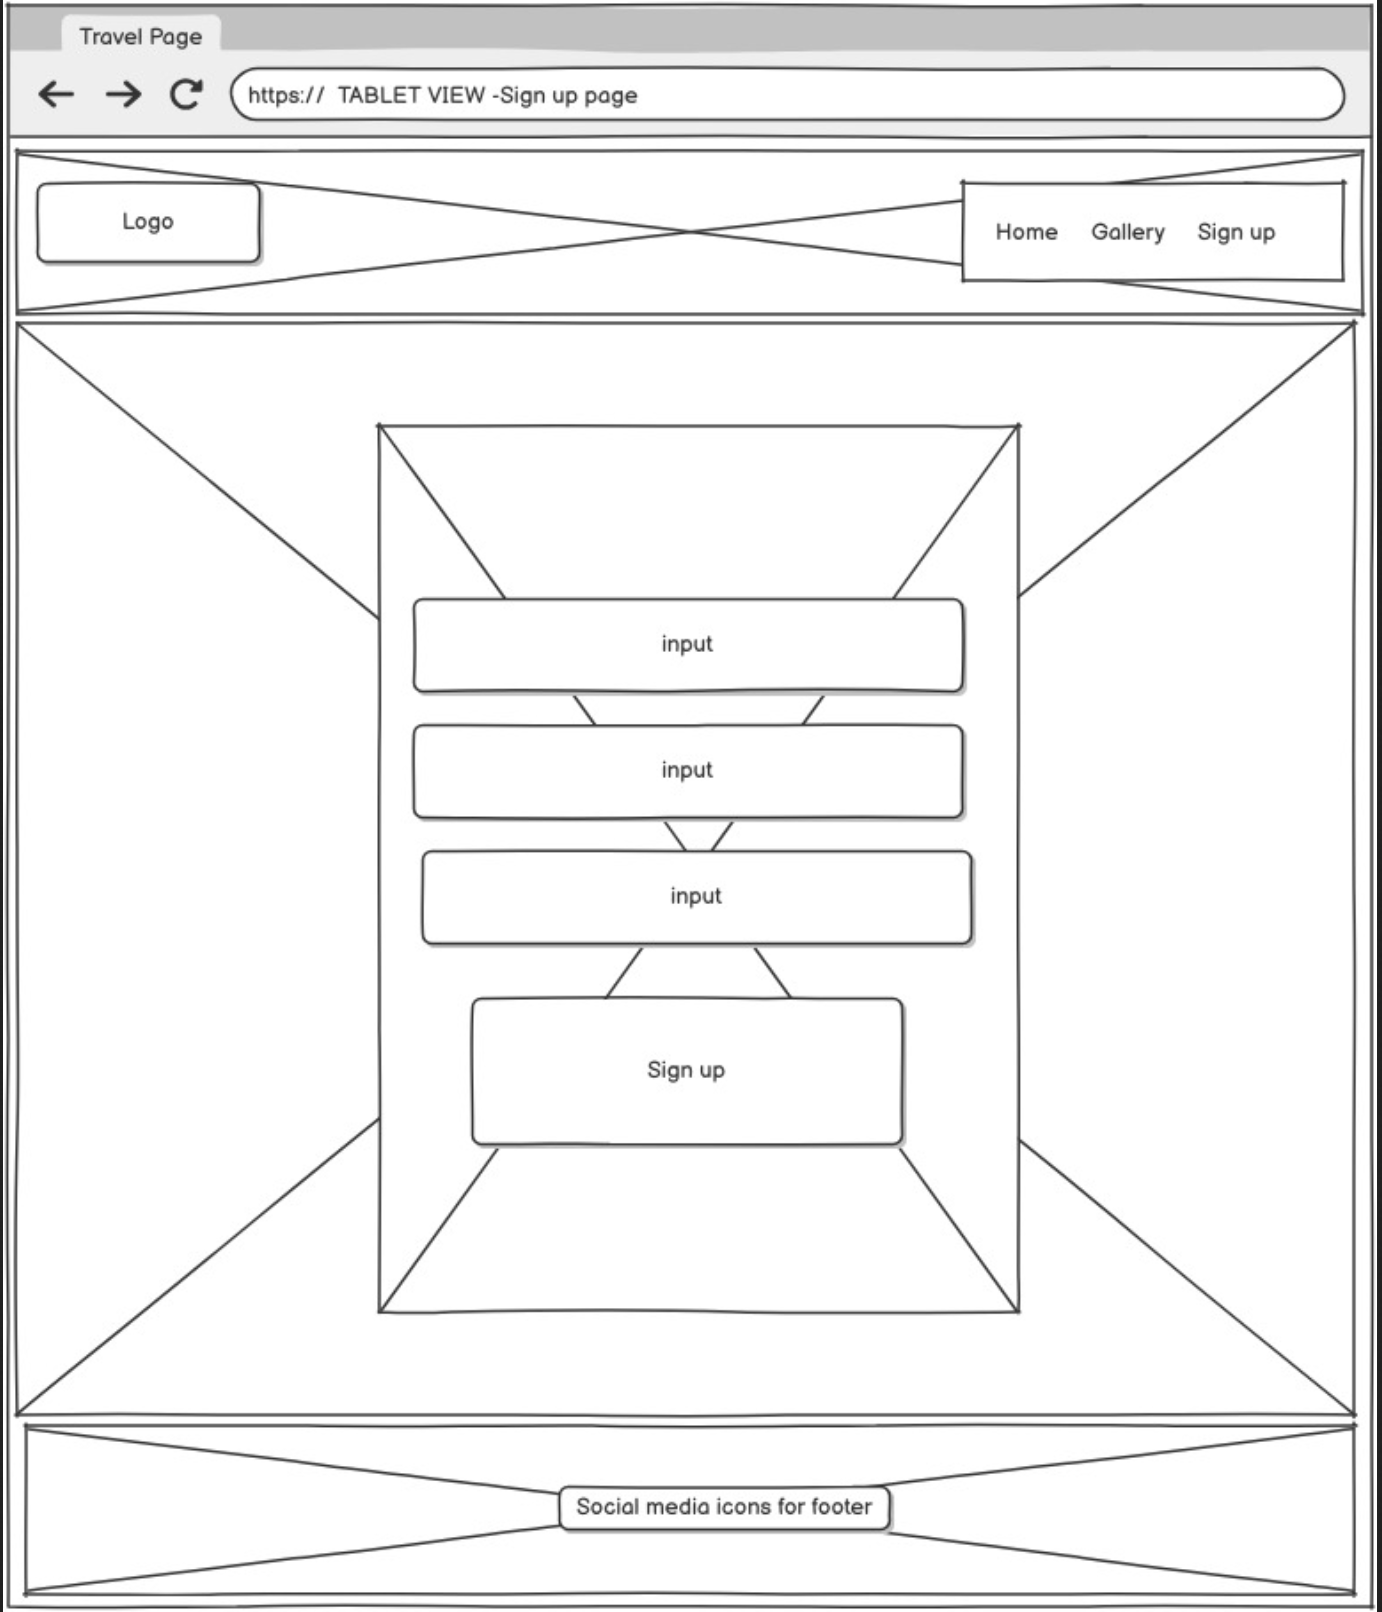 Travel Page
https://  TABLET VIEW -Sign up page
Logo
Home Gallery Sign up
input
input
input
Sign up
Social media icons for footer